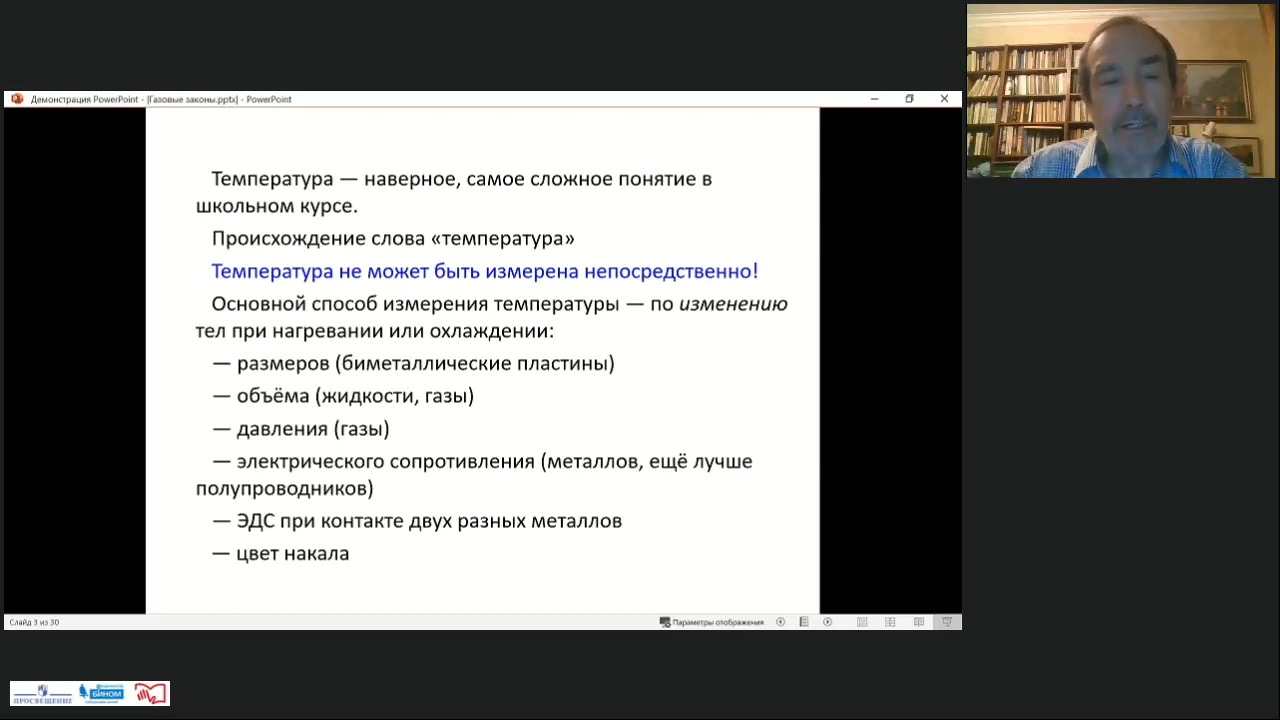 Демонстрация PowerPoint - [Газовые законы.pptx] - PowerPoint
Температура — наверное, самое сложное понятие в
школьном курсе.
Происхождение слова «температура»
Температура не может быть измерена непосредственно!
Основной способ измерения температуры — по изменению
тел при нагревании или охлаждении:
— размеров (биметаллические пластины)
— объёма (жидкости, газы)
— давления (газы)
— электрического сопротивления (металлов, ещё лучше
полупроводников)
— ЭДС при контакте двух разных металлов
— цвет накала
Слайд 3 из 30
Параметры отображения
ПРОСВЕЩЕНИЕ
БИНОМ